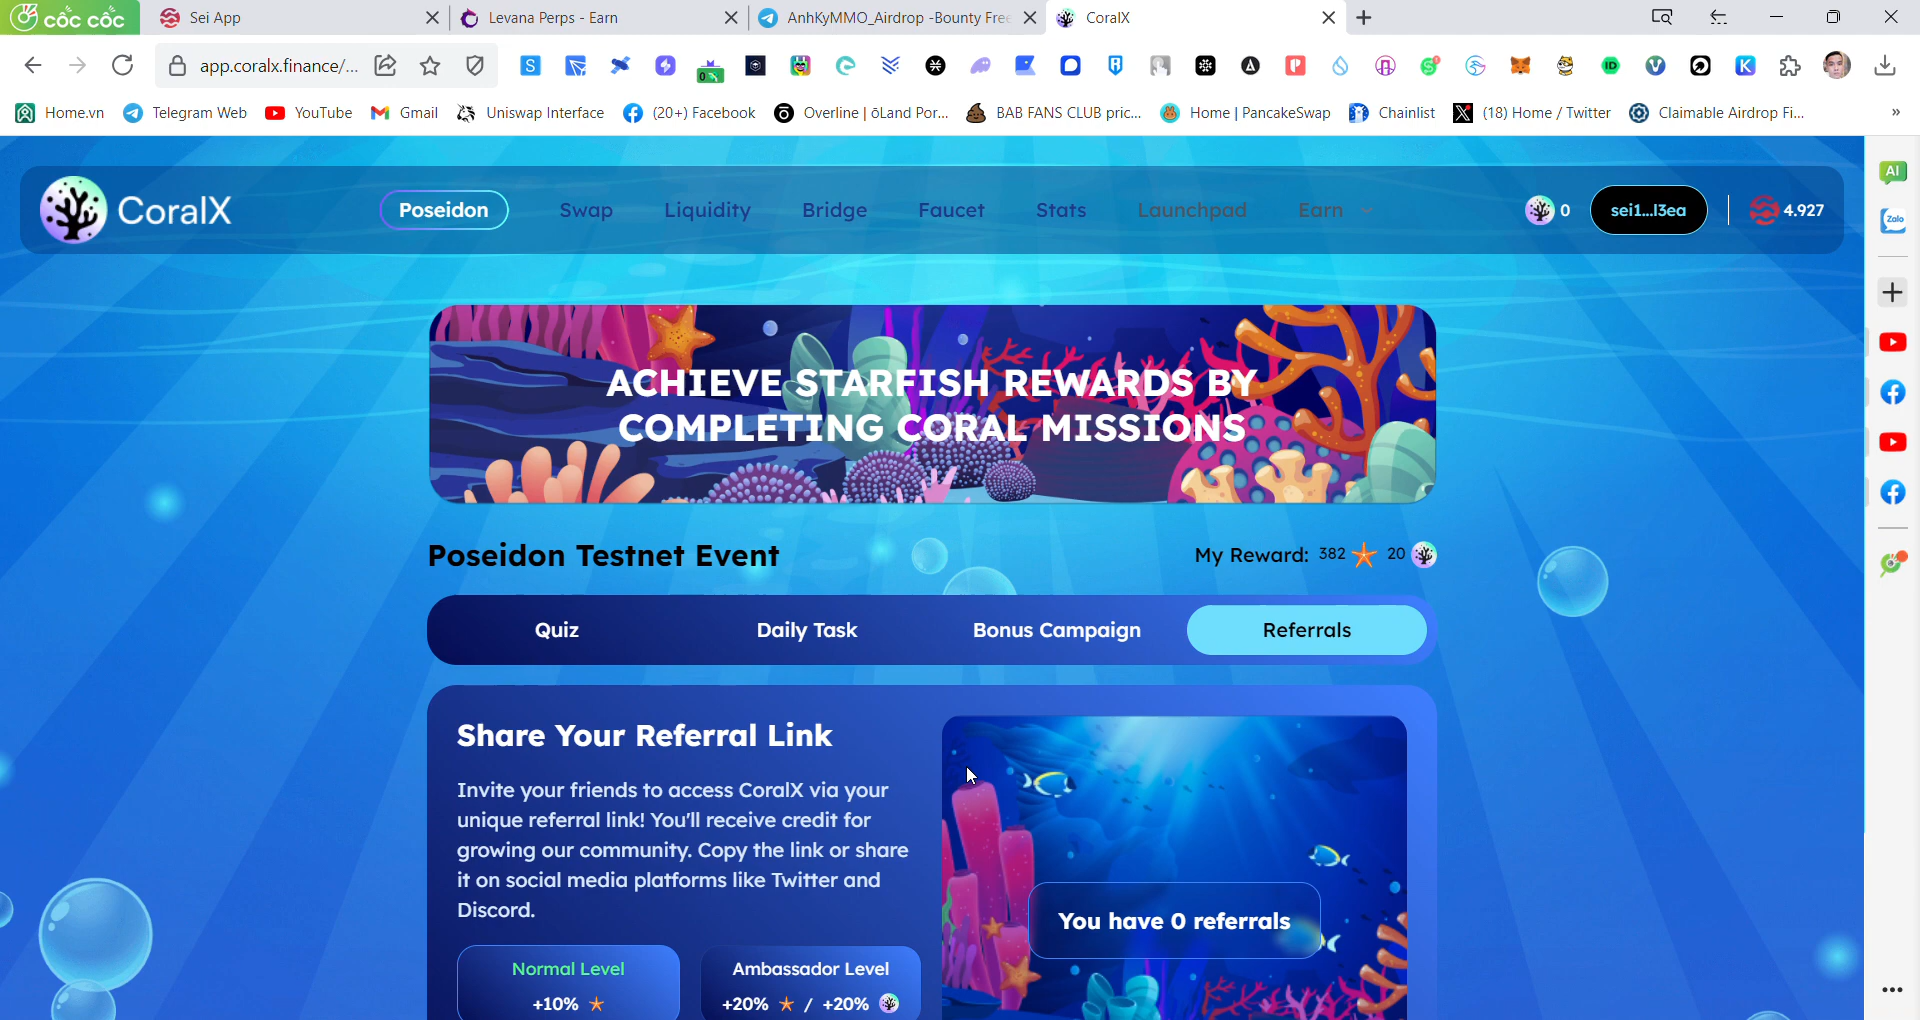 cốc cốc
Sei App
Levana Perps - Earn
AnhKyMMO_Airdrop -Bounty Free
CoralX
app.coralx.finance/...
Home.vn
Telegram Web
YouTube
Gmail
Uniswap Interface
(20+) Facebook
Overline | ōLand Por...
BAB FANS CLUB pric...
Home | PancakeSwap
Chainlist
(18) Home / Twitter
Claimable Airdrop Fi...
»
CoralX
Poseidon
Swap
Liquidity
Bridge
Faucet
Stats
Launchpad
Earn
0
sei1...l3ea
4.927
AI
Zalo
ACHIEVE STARFISH REWARDS BY
COMPLETING CORAL MISSIONS
Poseidon Testnet Event
My Reward: 382 20
Quiz
Daily Task
Bonus Campaign
Referrals
Share Your Referral Link
Invite your friends to access CoralX via your
unique referral link! You'll receive credit for
growing our community. Copy the link or share
it on social media platforms like Twitter and
Discord.
You have 0 referrals
Normal Level
+10%
Ambassador Level
+20% / +20%